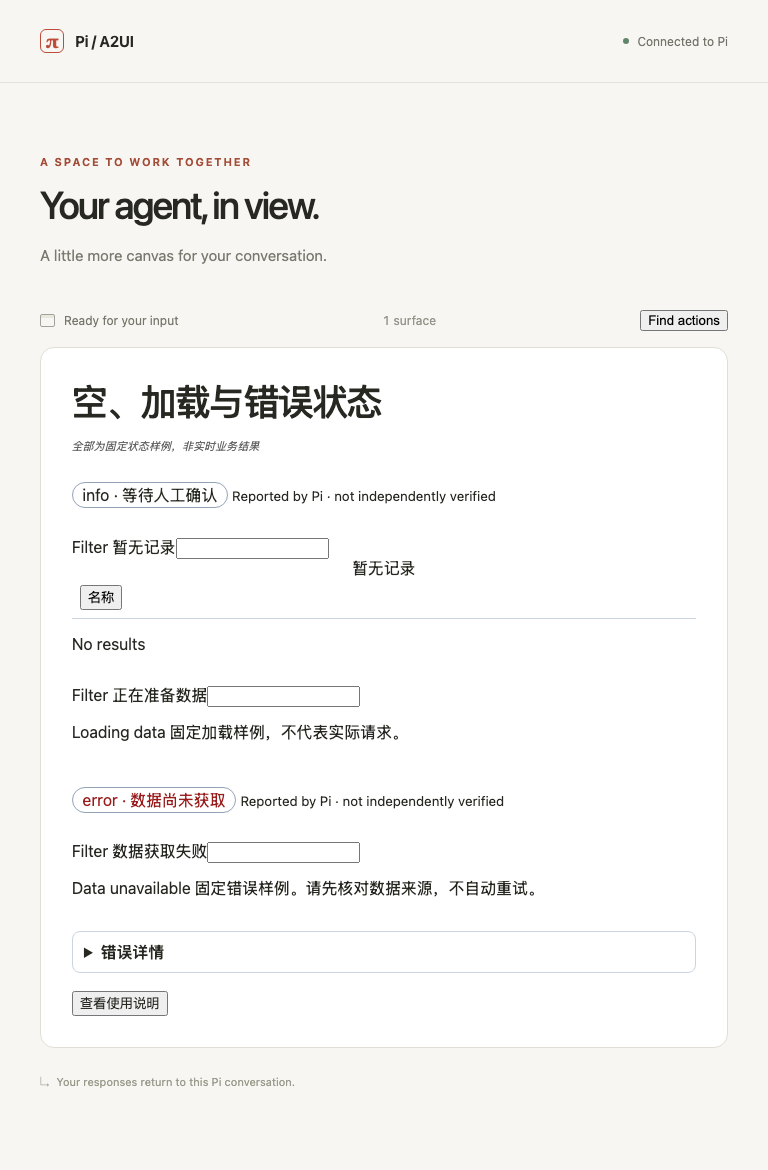 π Pi / A2UI
Connected to Pi
A SPACE TO WORK TOGETHER
Your agent, in view.
A little more canvas for your conversation.
Ready for your input
1 surface
Find actions
空、加载与错误状态
全部为固定状态样例，非实时业务结果
info · 等待人工确认 Reported by Pi · not independently verified
Filter 暂无记录
暂无记录
名称
No results
Filter 正在准备数据
Loading data 固定加载样例，不代表实际请求。
error · 数据尚未获取 Reported by Pi · not independently verified
Filter 数据获取失败
Data unavailable 固定错误样例。请先核对数据来源，不自动重试。
错误详情
查看使用说明
Your responses return to this Pi conversation.